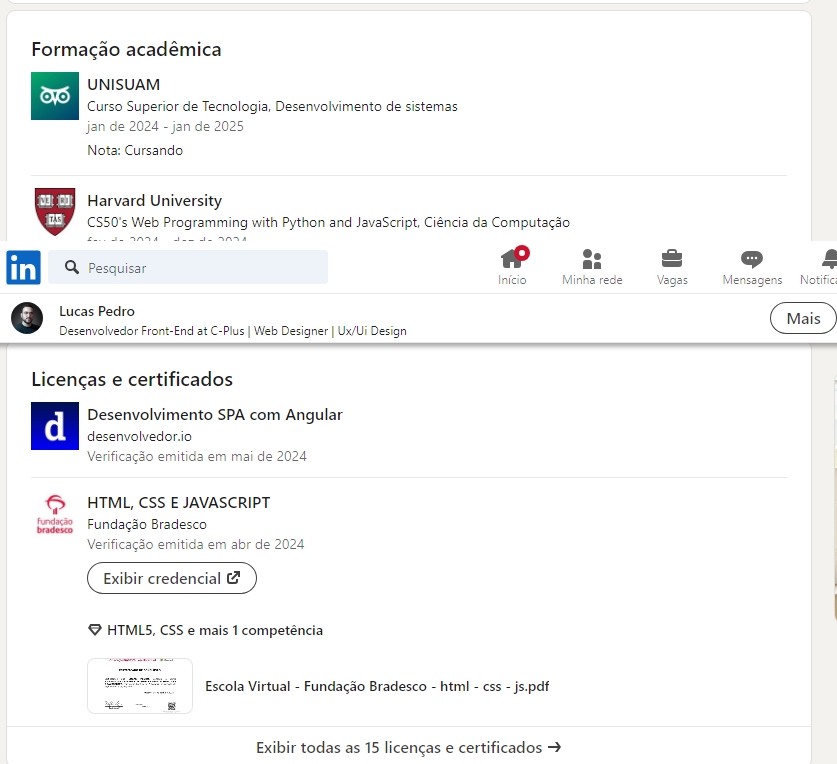 Formação acadêmica
UNISUAM
Curso Superior de Tecnologia, Desenvolvimento de sistemas
jan de 2024 - jan de 2025
Nota: Cursando
VE RI
TAS
Harvard University
CS50's Web Programming with Python and JavaScript, Ciência da Computação
in
Pesquisar
Início
Minha rede
Vagas
Mensagens
Notifica
Lucas Pedro
Desenvolvedor Front-End at C-Plus | Web Designer | Ux/Ui Design
Mais
Licenças e certificados
d
Desenvolvimento SPA com Angular
desenvolvedor.io
Verificação emitida em mai de 2024
fundação
bradesco
HTML, CSS E JAVASCRIPT
Fundação Bradesco
Verificação emitida em abr de 2024
Exibir credencial
HTML5, CSS e mais 1 competência
Escola Virtual - Fundação Bradesco - html - css - js.pdf
Exibir todas as 15 licenças e certificados →